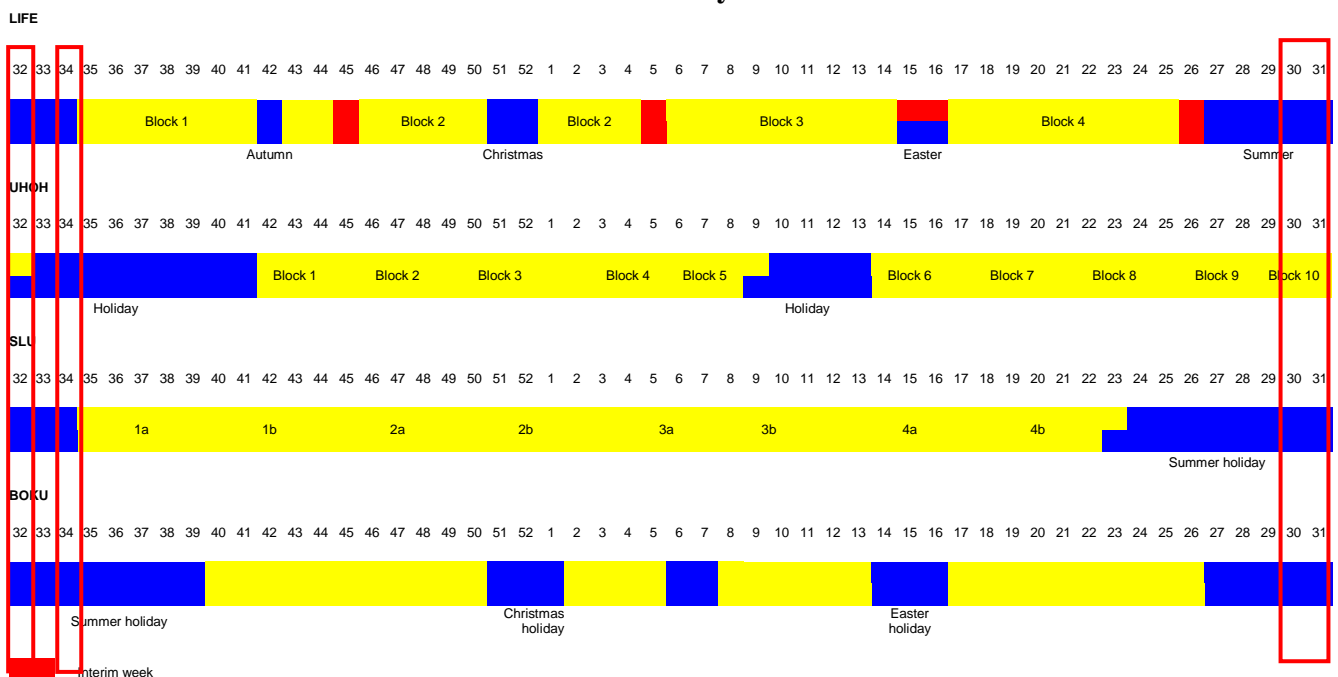 y
LIFE
32 33 34 35 36 37 38 39 40 41 42 43 44 45 46 47 48 49 50 51 52 1 2 3 4 5 6 7 8 9 10 11 12 13 14 15 16 17 18 19 20 21 22 23 24 25 26 27 28 29 30 31
Block 1 Block 2 Block 2 Block 3 Block 4
Autumn Christmas Easter Summer
UHOH
32 33 34 35 36 37 38 39 40 41 42 43 44 45 46 47 48 49 50 51 52 1 2 3 4 5 6 7 8 9 10 11 12 13 14 15 16 17 18 19 20 21 22 23 24 25 26 27 28 29 30 31
Block 1 Block 2 Block 3 Block 4 Block 5 Block 6 Block 7 Block 8 Block 9 Block 10
Holiday Holiday
SLU
32 33 34 35 36 37 38 39 40 41 42 43 44 45 46 47 48 49 50 51 52 1 2 3 4 5 6 7 8 9 10 11 12 13 14 15 16 17 18 19 20 21 22 23 24 25 26 27 28 29 30 31
1a 1b 2a 2b 3a 3b 4a 4b
Summer holiday
BOKU
32 33 34 35 36 37 38 39 40 41 42 43 44 45 46 47 48 49 50 51 52 1 2 3 4 5 6 7 8 9 10 11 12 13 14 15 16 17 18 19 20 21 22 23 24 25 26 27 28 29 30 31
Summer holiday
Christmas
holiday
Easter
holiday
Interim week